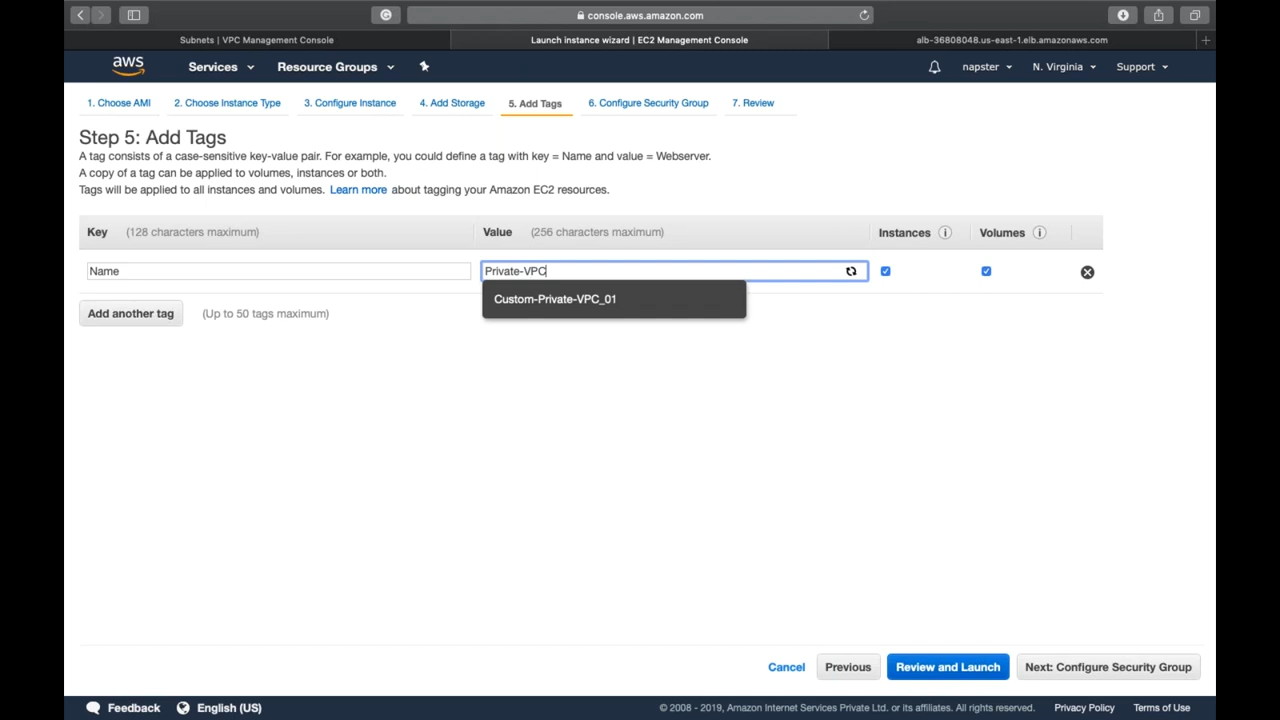 console.aws.amazon.com
Subnets | VPC Management Console
Launch instance wizard | EC2 Management Console
alb-36808048.us-east-1.elb.amazonaws.com
aws
Services
Resource Groups
napster
N. Virginia
Support
1. Choose AMI
2. Choose Instance Type
3. Configure Instance
4. Add Storage
5. Add Tags
6. Configure Security Group
7. Review
Step 5: Add Tags
A tag consists of a case-sensitive key-value pair. For example, you could define a tag with key = Name and value = Webserver.
A copy of a tag can be applied to volumes, instances or both.
Tags will be applied to all instances and volumes. Learn more about tagging your Amazon EC2 resources.
Key (128 characters maximum)
Value (256 characters maximum)
Instances
Volumes
Name
Private-VPC
Custom-Private-VPC_01
Add another tag
(Up to 50 tags maximum)
Cancel
Previous
Review and Launch
Next: Configure Security Group
Feedback
English (US)
© 2008 - 2019, Amazon Internet Services Private Ltd. or its affiliates. All rights reserved.
Privacy Policy
Terms of Use